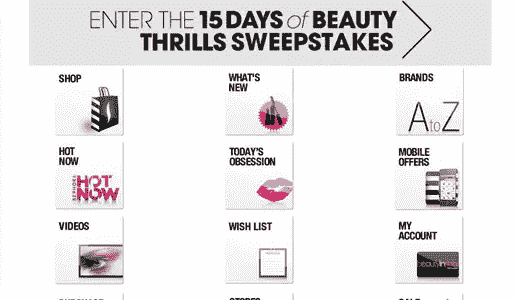 ENTER THE 15 DAYS of BEAUTY
THRILLS SWEEPSTAKES
SHOP
WHAT'S
NEW
BRANDS
A to Z
HOT
NOW
SEPHORA
HOT
NOW
TODAY'S
OBSESSION
MOBILE
OFFERS
VIDEOS
WISH LIST
MY
ACCOUNT